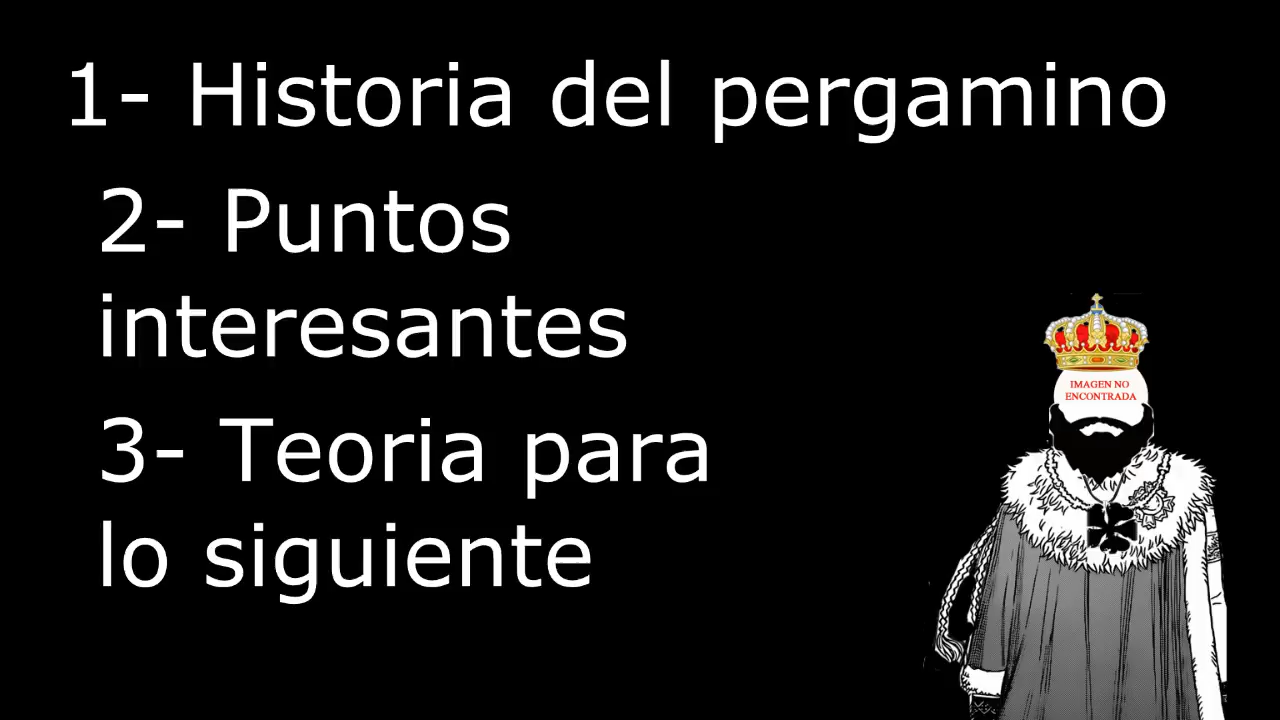 1- Historia del pergamino
2- Puntos
interesantes
3- Teoria para
lo siguiente
IMAGEN NO
ENCONTRADA